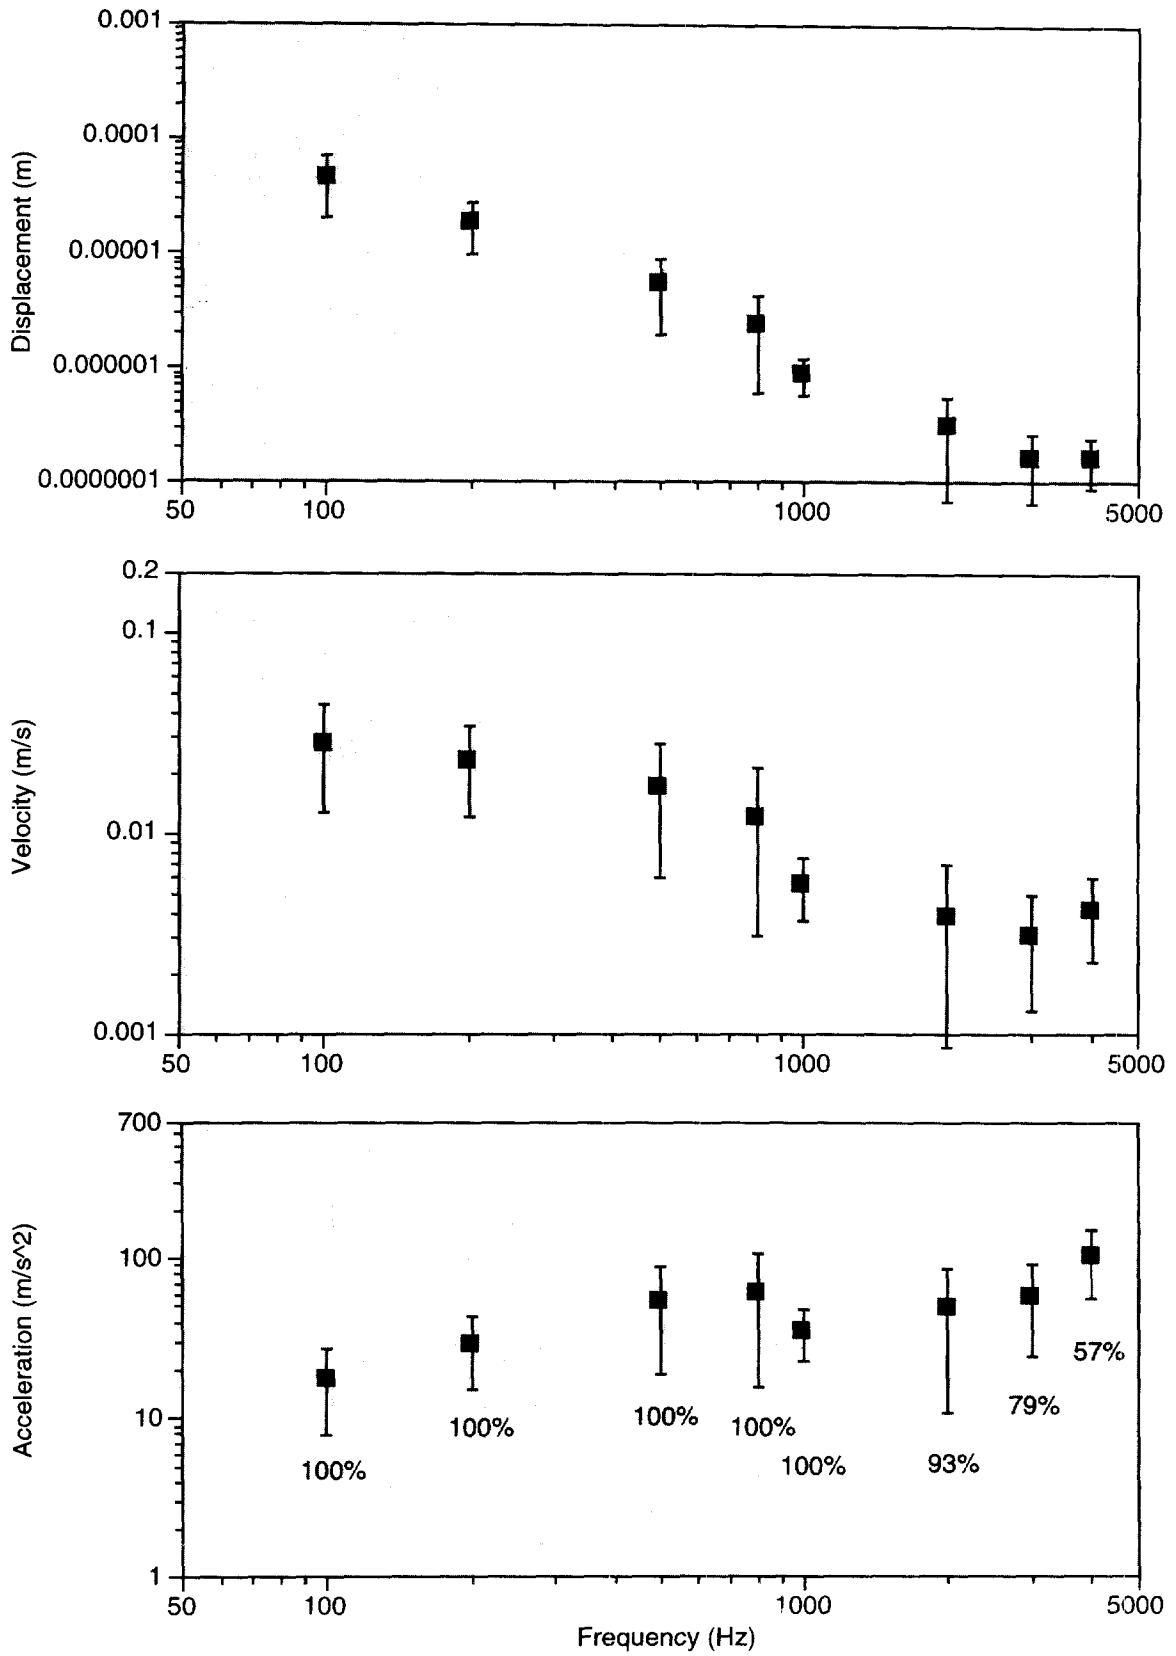 0.001
0.0001
0.00001
0.000001
0.0000001
Displacement (m)
50 100 1000 5000
0.2
0.1
0.01
0.001
Velocity (m/s)
50 100 1000 5000
700
100
10
1
Acceleration (m/s^2)
57%
79%
100% 100% 100%
100% 93%
100%
50 100 1000 5000
Frequency (Hz)